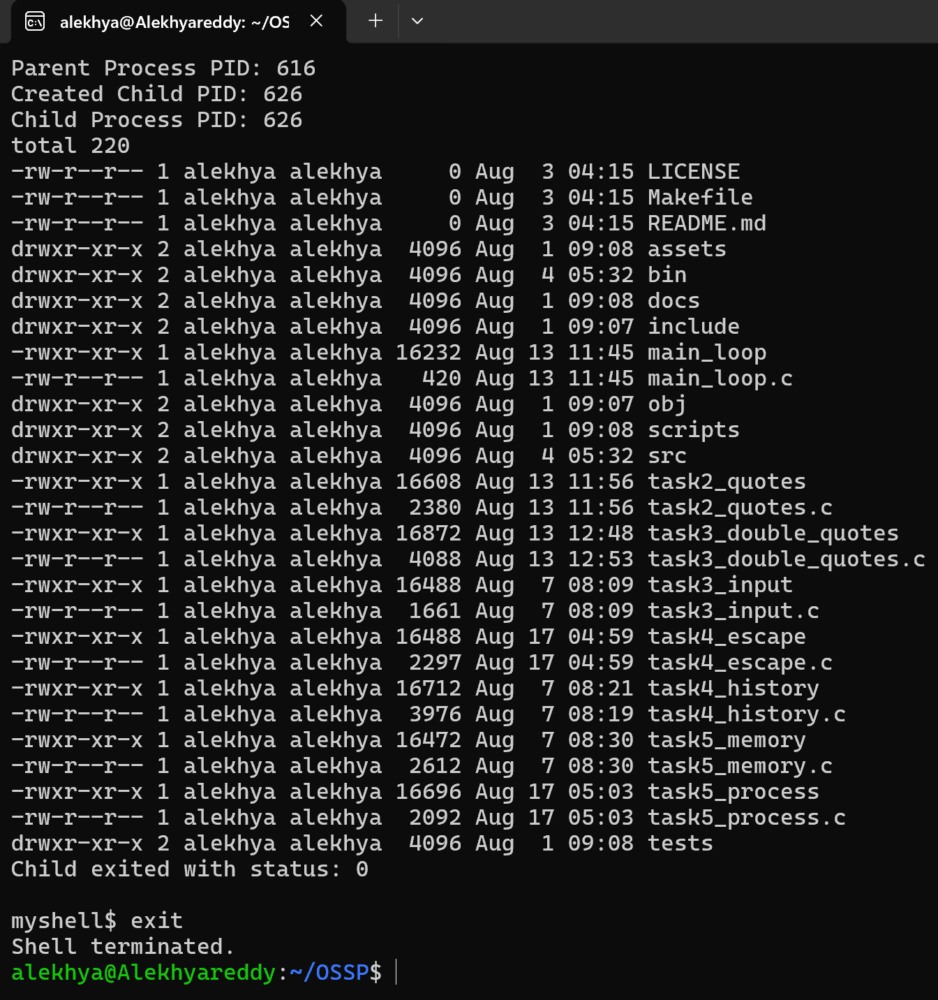 alekhya@Alekhyareddy: ~/OS
Parent Process PID: 616
Created Child PID: 626
Child Process PID: 626
total 220
-rw-r--r-- 1 alekhya alekhya     0 Aug  3 04:15 LICENSE
-rw-r--r-- 1 alekhya alekhya     0 Aug  3 04:15 Makefile
-rw-r--r-- 1 alekhya alekhya     0 Aug  3 04:15 README.md
drwxr-xr-x 2 alekhya alekhya  4096 Aug  1 09:08 assets
drwxr-xr-x 2 alekhya alekhya  4096 Aug  4 05:32 bin
drwxr-xr-x 2 alekhya alekhya  4096 Aug  1 09:08 docs
drwxr-xr-x 2 alekhya alekhya  4096 Aug  1 09:07 include
-rwxr-xr-x 1 alekhya alekhya 16232 Aug 13 11:45 main_loop
-rw-r--r-- 1 alekhya alekhya   420 Aug 13 11:45 main_loop.c
drwxr-xr-x 2 alekhya alekhya  4096 Aug  1 09:07 obj
drwxr-xr-x 2 alekhya alekhya  4096 Aug  1 09:08 scripts
drwxr-xr-x 2 alekhya alekhya  4096 Aug  4 05:32 src
-rwxr-xr-x 1 alekhya alekhya 16608 Aug 13 11:56 task2_quotes
-rw-r--r-- 1 alekhya alekhya  2380 Aug 13 11:56 task2_quotes.c
-rwxr-xr-x 1 alekhya alekhya 16872 Aug 13 12:48 task3_double_quotes
-rw-r--r-- 1 alekhya alekhya  4088 Aug 13 12:53 task3_double_quotes.c
-rwxr-xr-x 1 alekhya alekhya 16488 Aug  7 08:09 task3_input
-rw-r--r-- 1 alekhya alekhya  1661 Aug  7 08:09 task3_input.c
-rwxr-xr-x 1 alekhya alekhya 16488 Aug 17 04:59 task4_escape
-rw-r--r-- 1 alekhya alekhya  2297 Aug 17 04:59 task4_escape.c
-rwxr-xr-x 1 alekhya alekhya 16712 Aug  7 08:21 task4_history
-rw-r--r-- 1 alekhya alekhya  3976 Aug  7 08:19 task4_history.c
-rwxr-xr-x 1 alekhya alekhya 16472 Aug  7 08:30 task5_memory
-rw-r--r-- 1 alekhya alekhya  2612 Aug  7 08:30 task5_memory.c
-rwxr-xr-x 1 alekhya alekhya 16696 Aug 17 05:03 task5_process
-rw-r--r-- 1 alekhya alekhya  2092 Aug 17 05:03 task5_process.c
drwxr-xr-x 2 alekhya alekhya  4096 Aug  1 09:08 tests
Child exited with status: 0
myshell$ exit
Shell terminated.
alekhya@Alekhyareddy:~/OSSP$